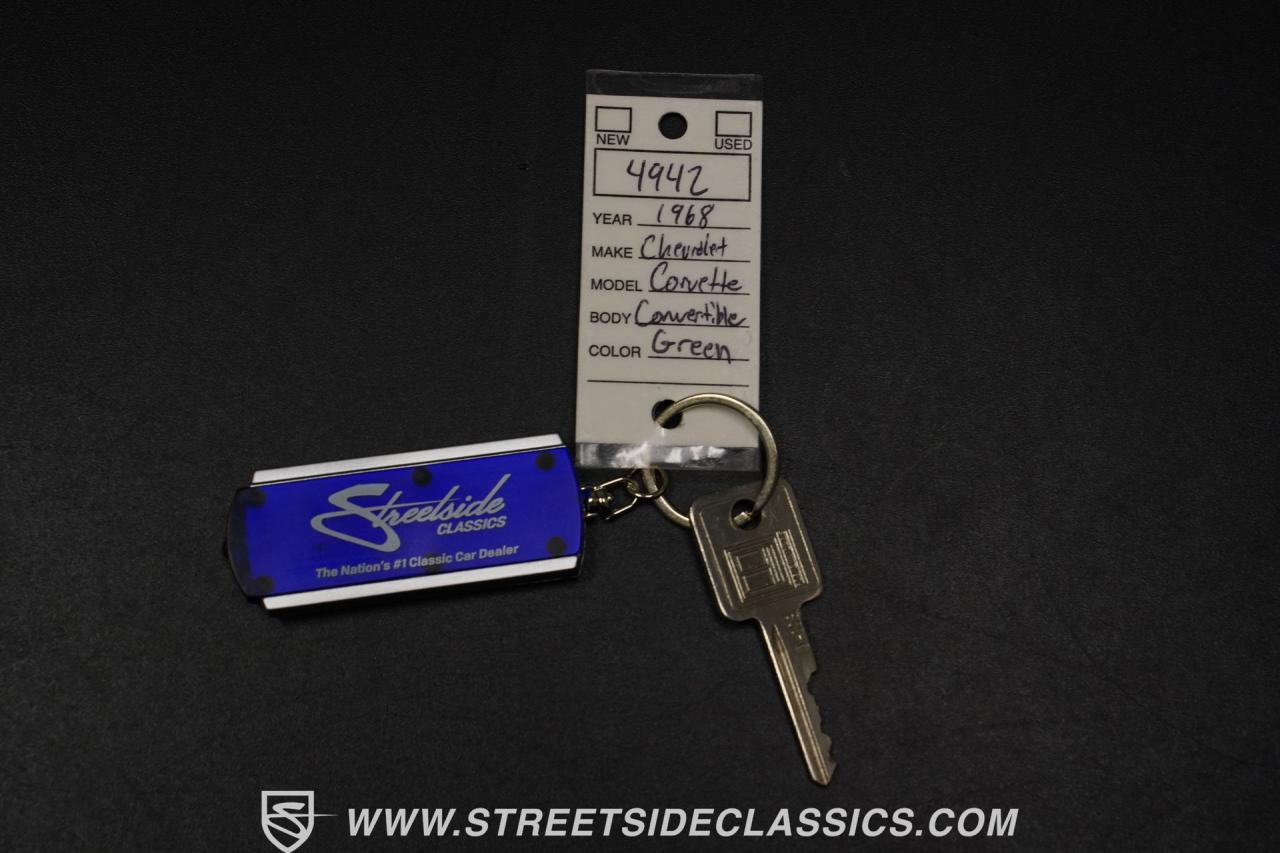 NEW USED
4942
YEAR 1968
MAKE Chevrolet
MODEL Corvette
BODY Convertible
COLOR Green
Streetside
CLASSICS
The Nation's #1 Classic Car Dealer
WWW.STREETSIDECLASSICS.COM